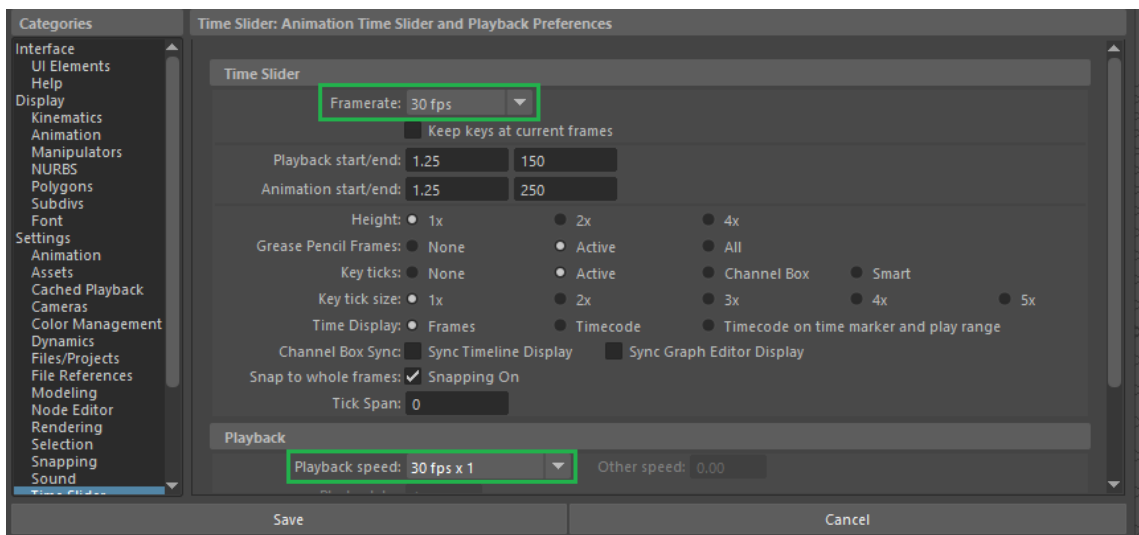 Categories
Interface
UI Elements
Help
Display
Kinematics
Animation
Manipulators
NURBS
Polygons
Subdivs
Font
Settings
Animation
Assets
Cached Playback
Cameras
Color Management
Dynamics
Files/Projects
File References
Modeling
Node Editor
Rendering
Selection
Snapping
Sound
Time Slider
Time Slider: Animation Time Slider and Playback Preferences
Time Slider
Framerate: 30 fps
Keep keys at current frames
Playback start/end: 1.25 150
Animation start/end: 1.25 250
Height: 1x 2x 4x
Grease Pencil Frames: None Active All
Key ticks: None Active Channel Box Smart
Key tick size: 1x 2x 3x 4x 5x
Time Display: Frames Timecode Timecode on time marker and play range
Channel Box Sync: Sync Timeline Display Sync Graph Editor Display
Snap to whole frames: Snapping On
Tick Span: 0
Playback
Playback speed: 30 fps x 1 Other speed: 0.00
Save Cancel